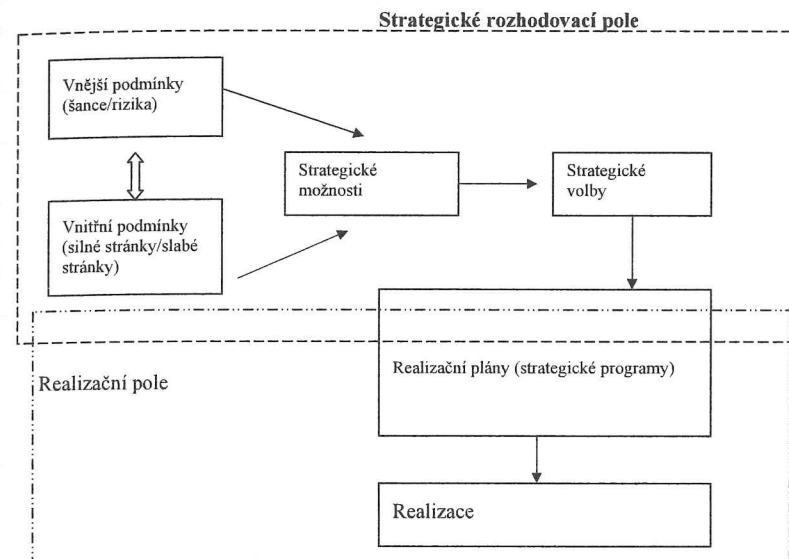 Strategické rozhodovací pole
Vnější podmínky
(šance/rizika)
Strategické
možnosti
Strategické
volby
Vnitřní podmínky
(silné stránky/slabé
stránky)
Realizační plány (strategické programy)
Realizační pole
Realizace